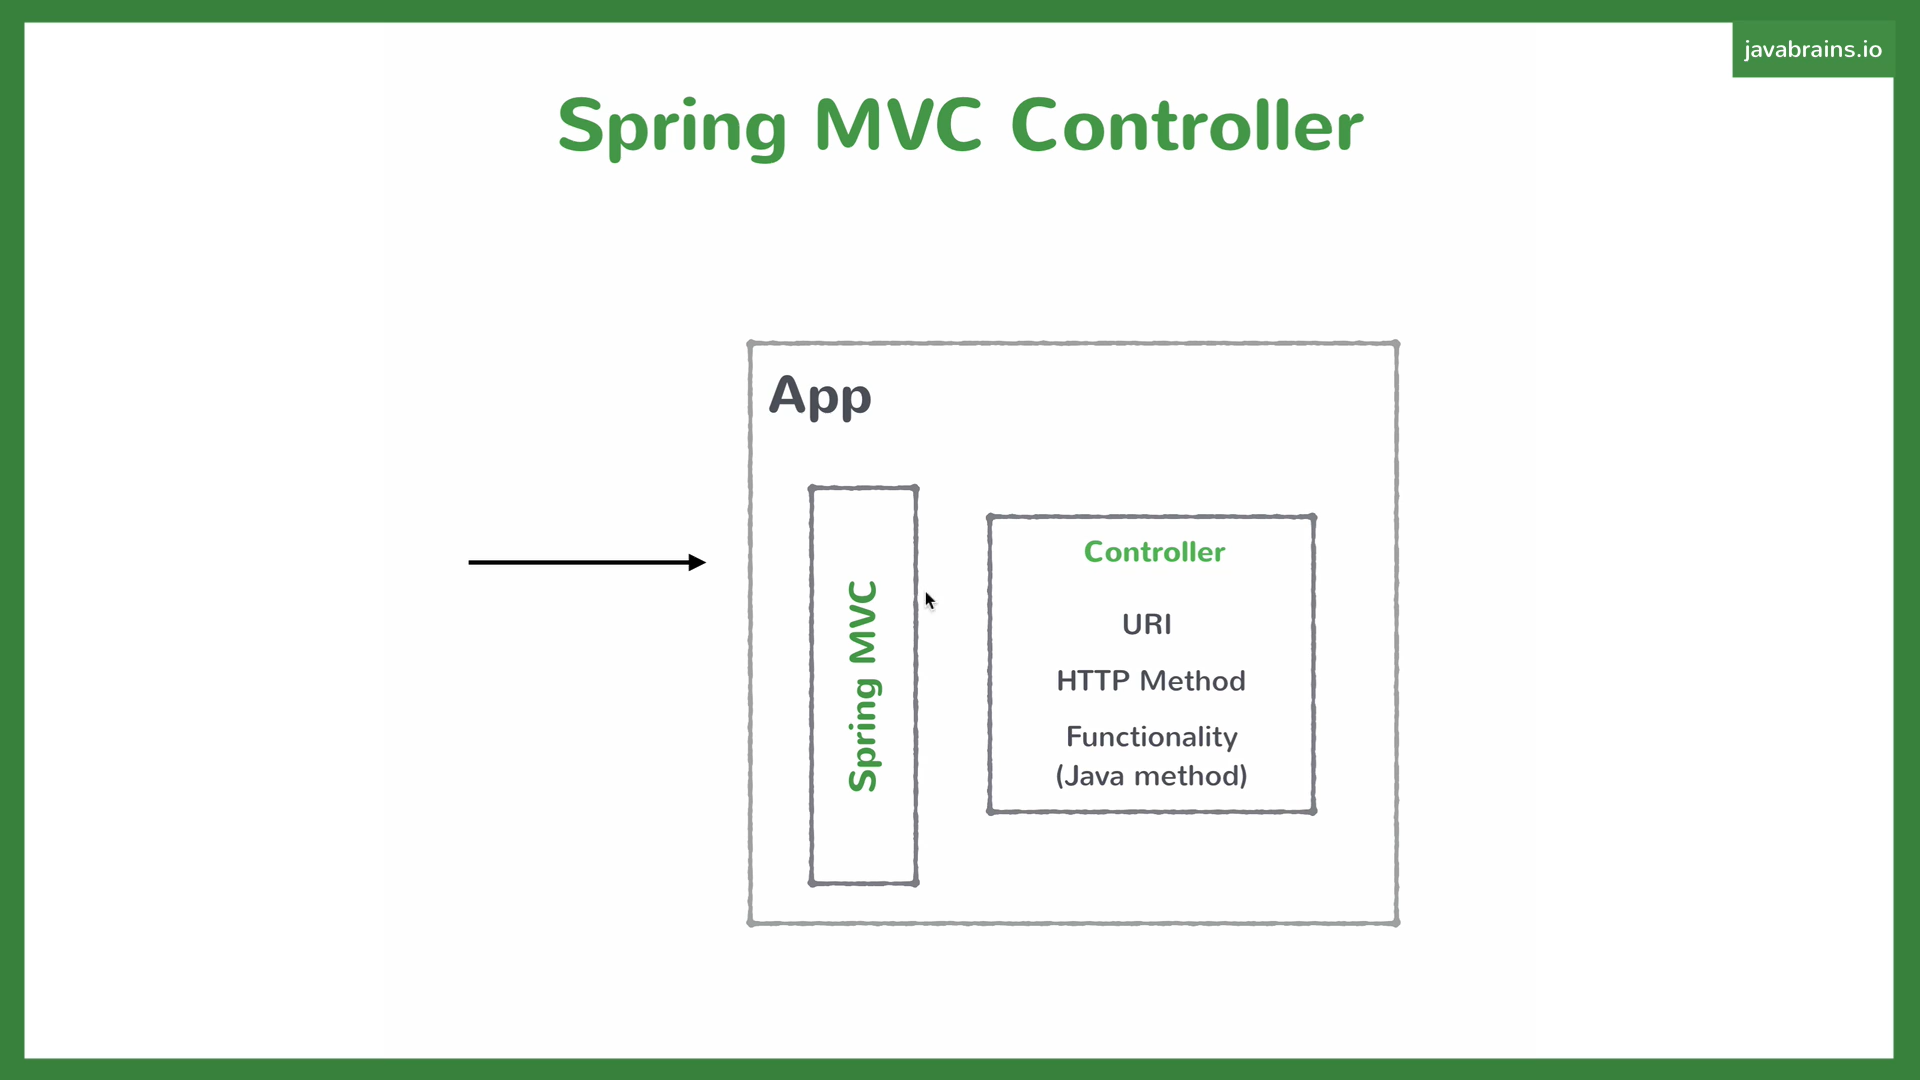 javabrains.io
Spring MVC Controller
App
Spring MVC
Controller
URI
HTTP Method
Functionality
(Java method)